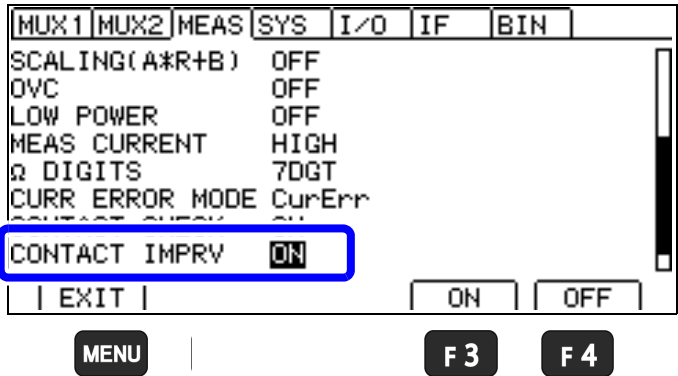 MUX1 MUX2 MEAS SYS I/O IF BIN
SCALING(A*R+B) OFF
OVC OFF
LOW POWER OFF
MEAS CURRENT HIGH
Ω DIGITS 7DGT
CURR ERROR MODE CurErr
CONTACT IMPRV ON
EXIT ON OFF
MENU F3 F4